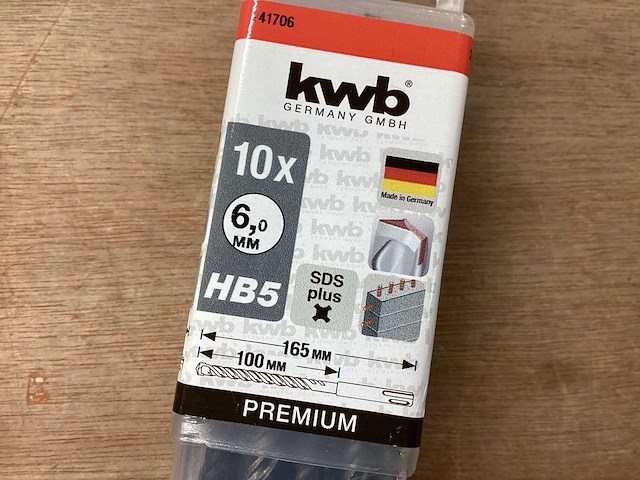 41706
kwb®
GERMANY GMBH
10x
6,0
MM
HB5
Made in Germany
SDS
plus
165 MM
100 MM
PREMIUM